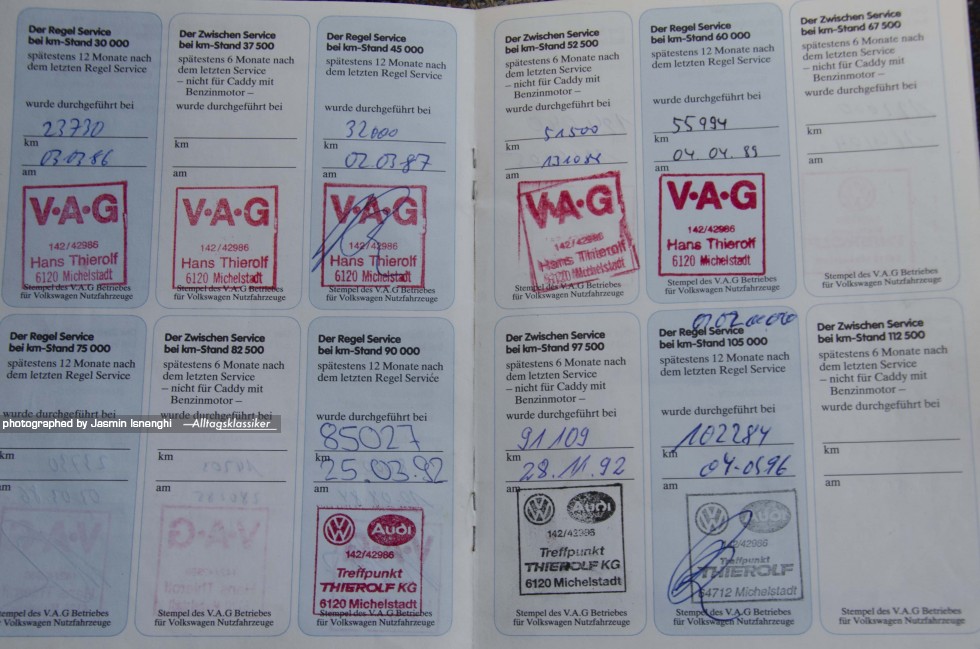 Der Regel Service
bei km-Stand 30 000
spätestens 12 Monate nach
dem letzten Regel Service
wurde durchgeführt bei
23730
km
03.03.86
am
V·A·G
142/42986
Hans Thierolf
6120 Michelstadt
Stempel des V.A.G Betriebes
für Volkswagen Nutzfahrzeuge
Der Zwischen Service
bei km-Stand 37 500
spätestens 6 Monate nach
dem letzten Service
– nicht für Caddy mit
Benzinmotor –
wurde durchgeführt bei
km
am
V·A·G
142/42986
Hans Thierolf
6120 Michelstadt
Stempel des V.A.G Betriebes
für Volkswagen Nutzfahrzeuge
Der Regel Service
bei km-Stand 45 000
spätestens 12 Monate nach
dem letzten Regel Service
wurde durchgeführt bei
32000
km
02.03.87
am
V·A·G
142/42986
Hans Thierolf
6120 Michelstadt
Stempel des V.A.G Betriebes
für Volkswagen Nutzfahrzeuge
Der Zwischen Service
bei km-Stand 52 500
spätestens 6 Monate nach
dem letzten Service
– nicht für Caddy mit
Benzinmotor –
wurde durchgeführt bei
51500
km
am
V·A·G
142/42986
Hans Thierolf
6120 Michelstadt
Stempel des V.A.G Betriebes
für Volkswagen Nutzfahrzeuge
Der Regel Service
bei km-Stand 60 000
spätestens 12 Monate nach
dem letzten Regel Service
wurde durchgeführt bei
55994
km
04.04.89
am
V·A·G
142/42986
Hans Thierolf
6120 Michelstadt
Stempel des V.A.G Betriebes
für Volkswagen Nutzfahrzeuge
Der Zwischen Service
bei km-Stand 67 500
spätestens 6 Monate nach
dem letzten Service
– nicht für Caddy mit
Benzinmotor –
wurde durchgeführt bei
km
am
Stempel des V.A.G Betriebes
für Volkswagen Nutzfahrzeuge
Der Regel Service
bei km-Stand 75 000
spätestens 12 Monate nach
dem letzten Regel Service
wurde durchgeführt bei
photographed by Jasmin Isnenghi —Alltagsklassiker
km
am
Stempel des V.A.G Betriebes
für Volkswagen Nutzfahrzeuge
Der Zwischen Service
bei km-Stand 82 500
spätestens 6 Monate nach
dem letzten Service
– nicht für Caddy mit
Benzinmotor –
wurde durchgeführt bei
km
am
Stempel des V.A.G Betriebes
für Volkswagen Nutzfahrzeuge
Der Regel Service
bei km-Stand 90 000
spätestens 12 Monate nach
dem letzten Regel Service
wurde durchgeführt bei
85027
km
25.03.92
am
Audi
142/42986
Treffpunkt
THIEROLF KG
6120 Michelstadt
Stempel des V.A.G Betriebes
für Volkswagen Nutzfahrzeuge
Der Zwischen Service
bei km-Stand 97 500
spätestens 6 Monate nach
dem letzten Service
– nicht für Caddy mit
Benzinmotor –
wurde durchgeführt bei
91109
km
28.11.92
am
Audi
142/42986
Treffpunkt
THIEROLF KG
6120 Michelstadt
Stempel des V.A.G Betriebes
für Volkswagen Nutzfahrzeuge
Der Regel Service
bei km-Stand 105 000
spätestens 12 Monate nach
dem letzten Regel Service
wurde durchgeführt bei
102284
km
am
Audi
Treffpunkt
THIEROLF KG
64712 Michelstadt
Stempel des V.A.G Betriebes
für Volkswagen Nutzfahrzeuge
Der Zwischen Service
bei km-Stand 112 500
spätestens 6 Monate nach
dem letzten Service
– nicht für Caddy mit
Benzinmotor –
wurde durchgeführt bei
km
am
Stempel des V.A.G Betriebes
für Volkswagen Nutzfahrzeuge